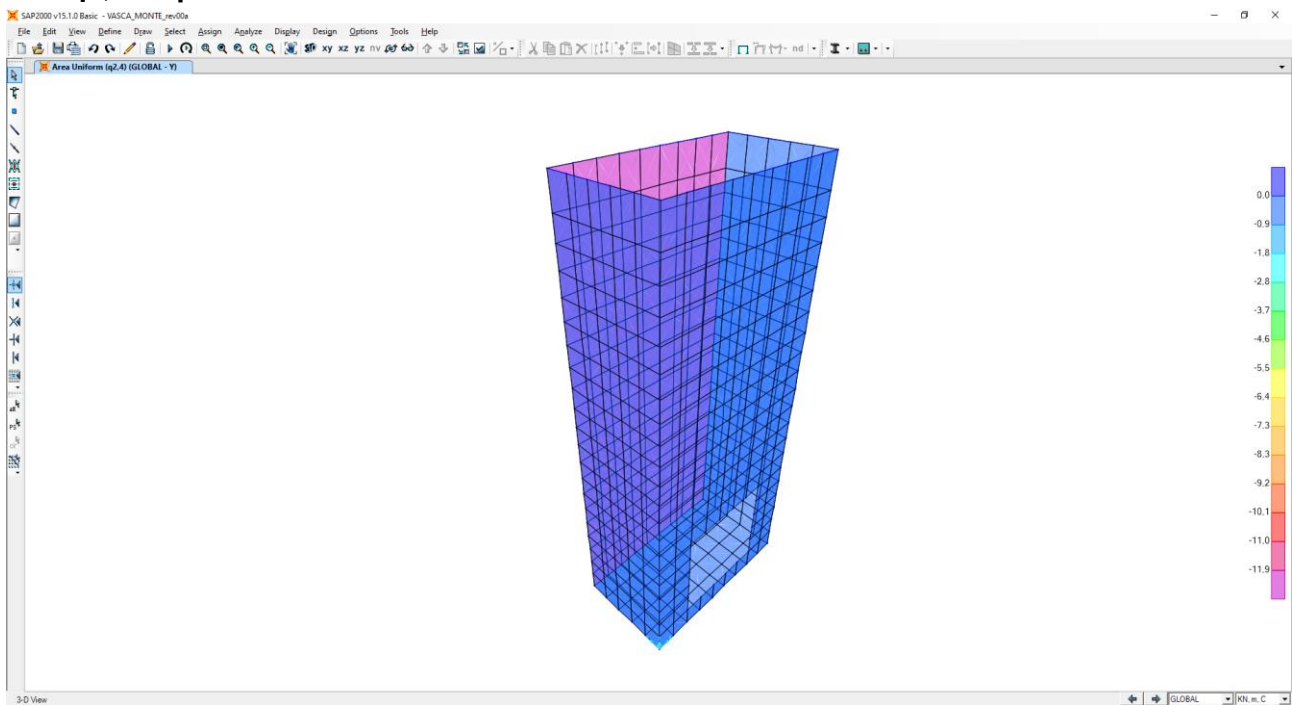 SAP2000 v15.1.0 Basic - VASCA_MONTE_rev00a
File Edit View Define Draw Select Assign Analyze Display Design Options Tools Help
xy xz yz nv nd
Area Uniform (q2,4) (GLOBAL - Y)
0.0
-0.9
-1.8
-2.8
-3.7
-4.6
-5.5
-6.4
-7.3
-8.3
-9.2
-10.1
-11.0
-11.9
3-D View
GLOBAL
KN, m, C